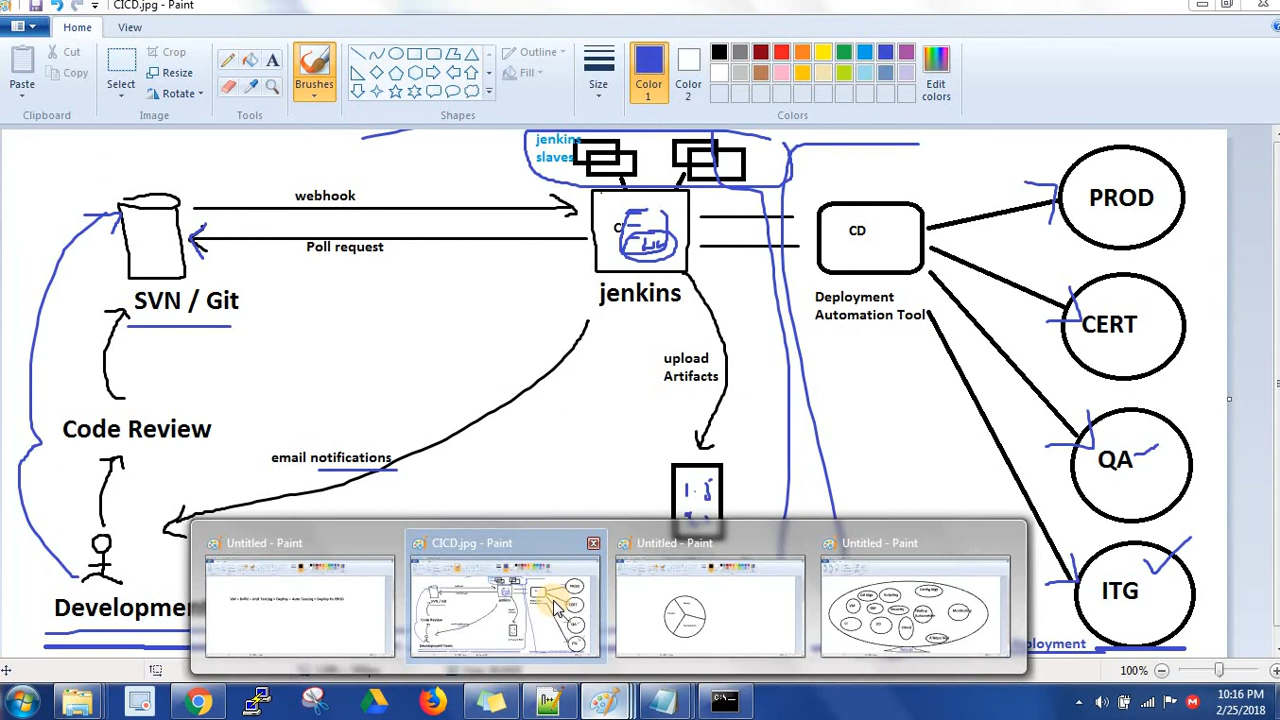 CICD.jpg - Paint
Home
View
Paste
Cut
Copy
Clipboard
Select
Crop
Resize
Rotate
Image
A
Tools
Brushes
Shapes
Outline
Fill
Size
Color
1
Color
2
Edit
colors
Colors
jenkins
slaves
webhook
Poll request
SVN / Git
jenkins
CD
Deployment
Automation Tool
PROD
CERT
QA
ITG
upload
Artifacts
Code Review
email notifications
Development
ployment
Untitled - Paint
CICD.jpg - Paint
Untitled - Paint
Untitled - Paint
100%
10:16 PM
2/25/2018